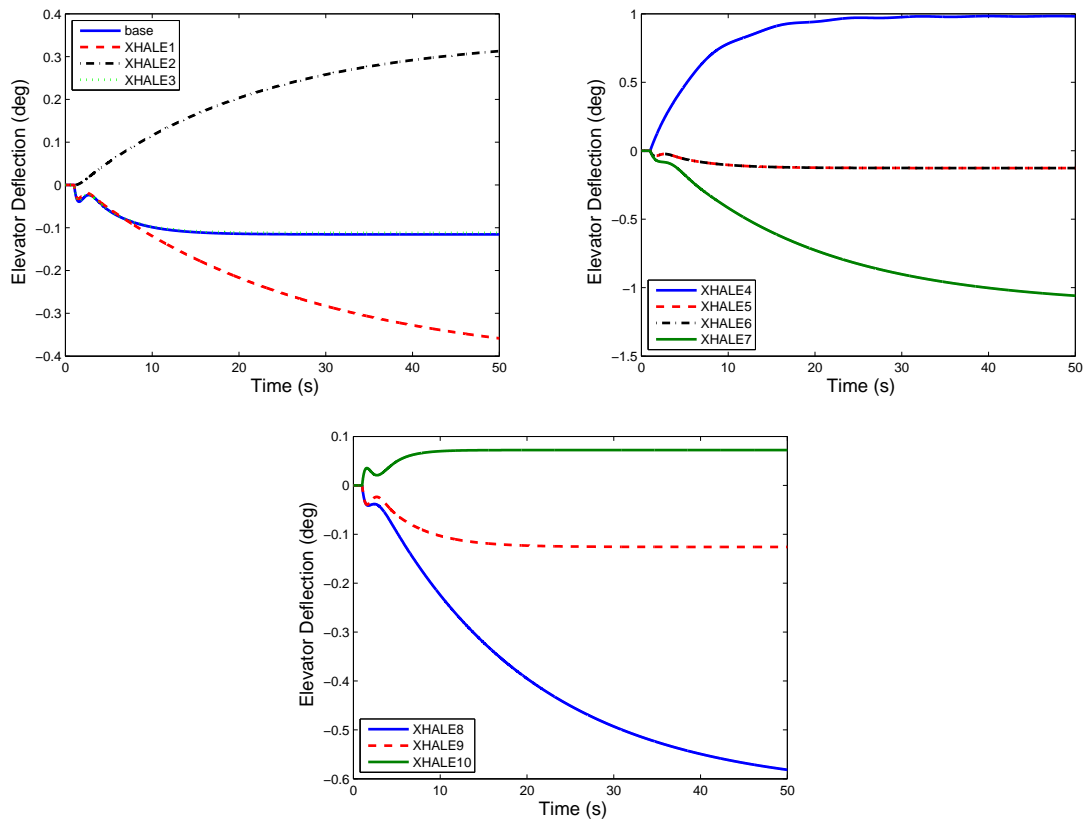 0.4
0.3
0.2
0.1
0
−0.1
−0.2
−0.3
−0.4
0 10 20 30 40 50
Time (s)
Elevator Deflection (deg)
base
XHALE1
XHALE2
XHALE3
1
0.5
0
−0.5
−1
−1.5
0 10 20 30 40 50
Time (s)
Elevator Deflection (deg)
XHALE4
XHALE5
XHALE6
XHALE7
0.1
0
−0.1
−0.2
−0.3
−0.4
−0.5
−0.6
0 10 20 30 40 50
Time (s)
Elevator Deflection (deg)
XHALE8
XHALE9
XHALE10